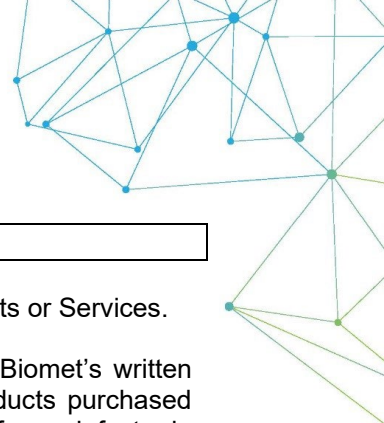 ts or Services.
Biomet's written
ducts purchased